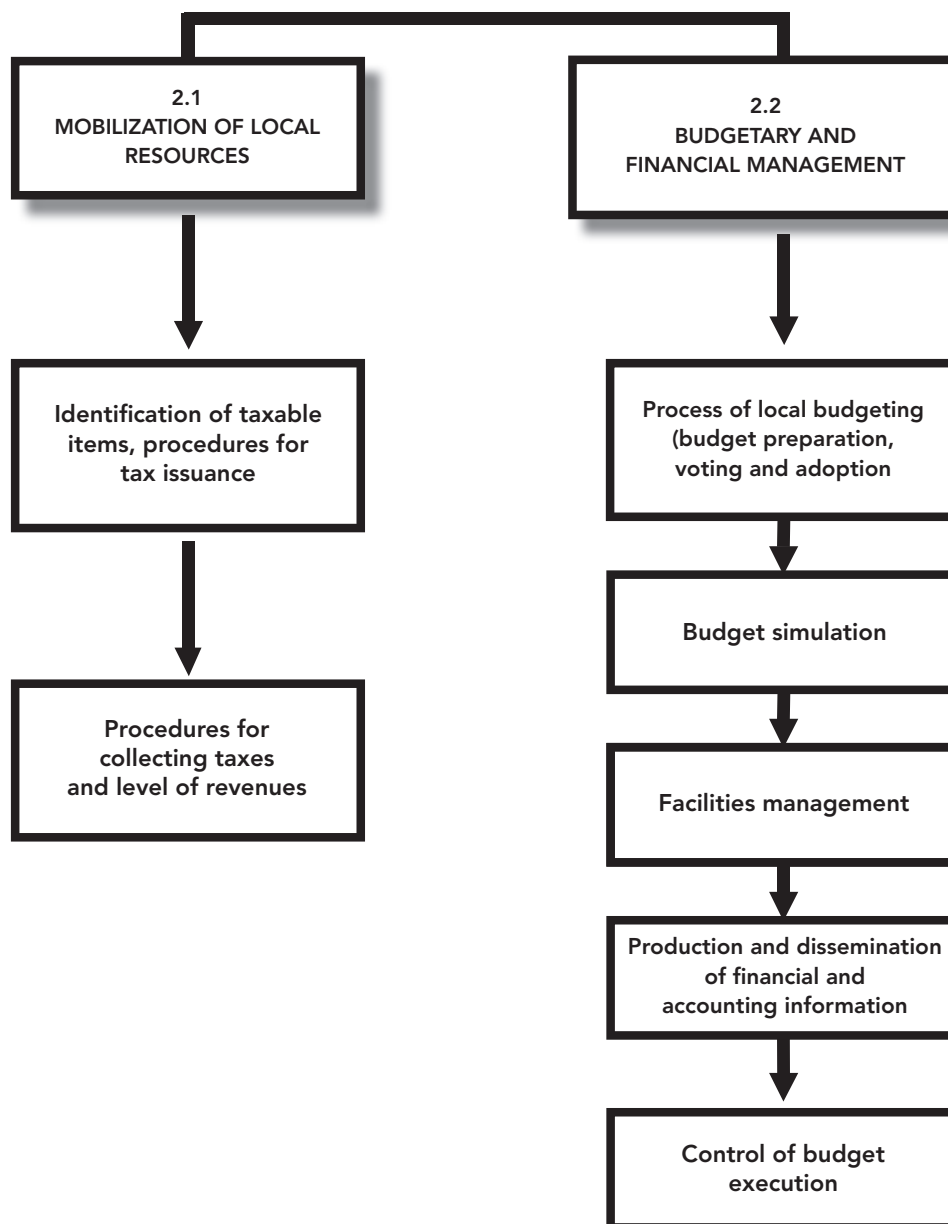 2.1
MOBILIZATION OF LOCAL
RESOURCES
Identification of taxable
items, procedures for
tax issuance
Procedures for
collecting taxes
and level of revenues
2.2
BUDGETARY AND
FINANCIAL MANAGEMENT
Process of local budgeting
(budget preparation,
voting and adoption
Budget simulation
Facilities management
Production and dissemination
of financial and
accounting information
Control of budget
execution